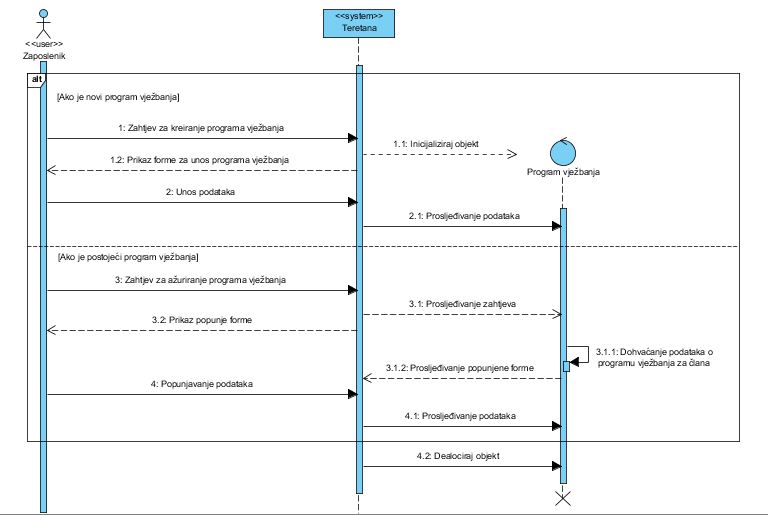 <<system>>
Teretana
<<user>>
Zaposlenik
alt
[Ako je novi program vježbanja]
1: Zahtjev za kreiranje programa vježbanja
1.1: Inicijaliziraj objekt
1.2: Prikaz forme za unos programa vježbanja
Program vježbanja
2: Unos podataka
2.1: Prosljeđivanje podataka
[Ako je postojeći program vježbanja]
3: Zahtjev za ažuriranje programa vježbanja
3.1: Prosljeđivanje zahtjeva
3.2: Prikaz popunje forme
3.1.1: Dohvaćanje podataka o
programu vježbanja za člana
3.1.2: Prosljeđivanje popunjene forme
4: Popunjavanje podataka
4.1: Prosljeđivanje podataka
4.2: Dealociraj objekt